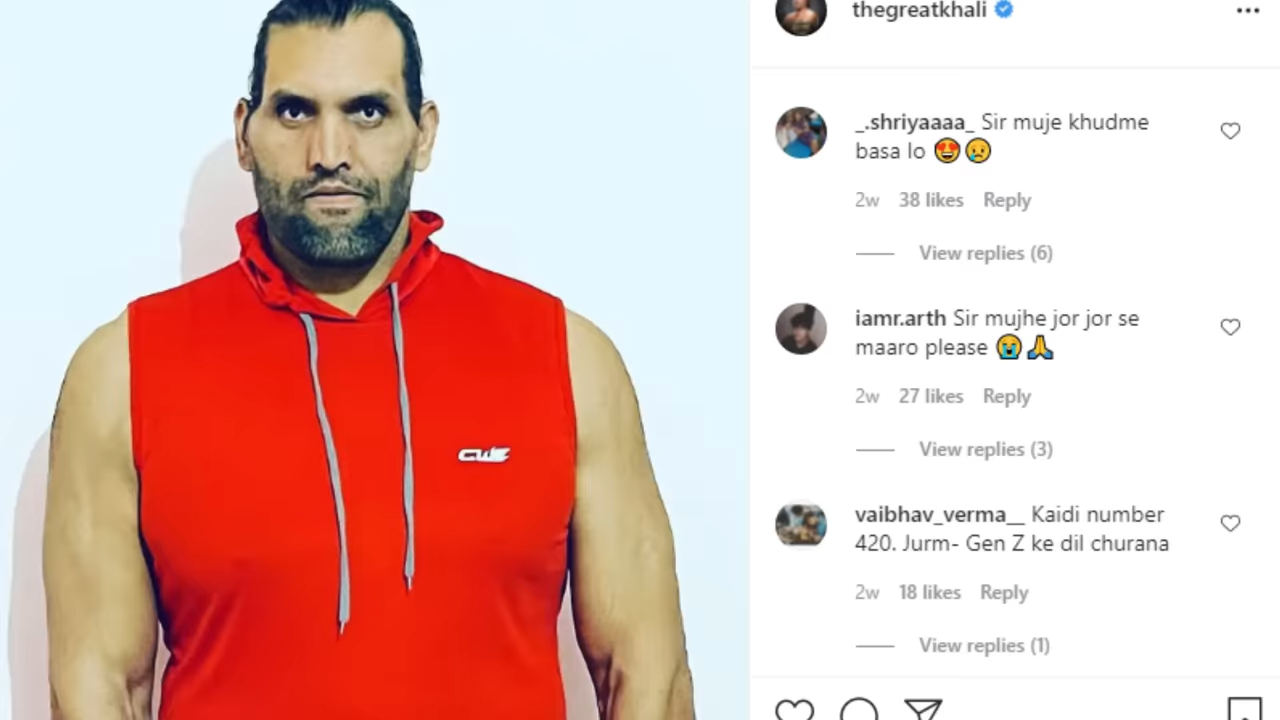 thegreatkhali
_.shriyaaaa_ Sir muje khudme
basa lo 😍😢
2w 38 likes Reply
View replies (6)
iamr.arth Sir mujhe jor jor se
maaro please 😭🙏
2w 27 likes Reply
View replies (3)
vaibhav_verma__ Kaidi number
420. Jurm- Gen Z ke dil churana
2w 18 likes Reply
View replies (1)
CWE